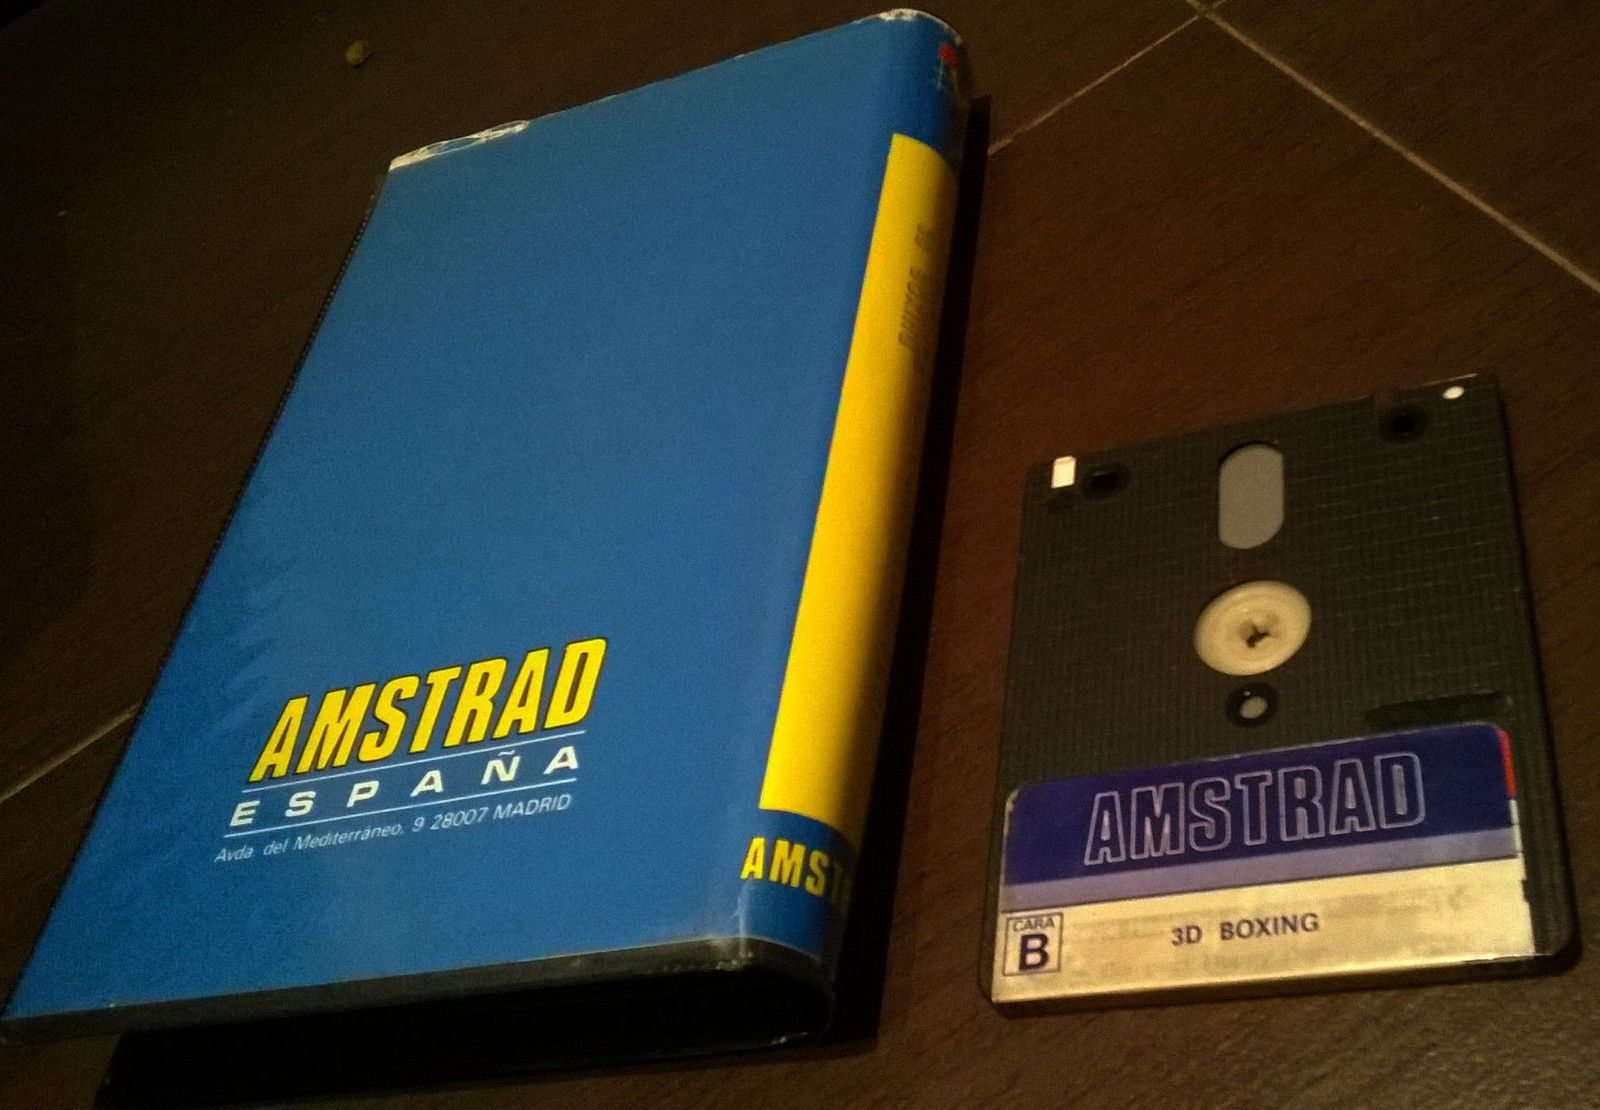 AMSTRAD
ESPAÑA
Avda. del Mediterráneo, 9 28007 MADRID
AMST
AMSTRAD
CARA
B
3D BOXING